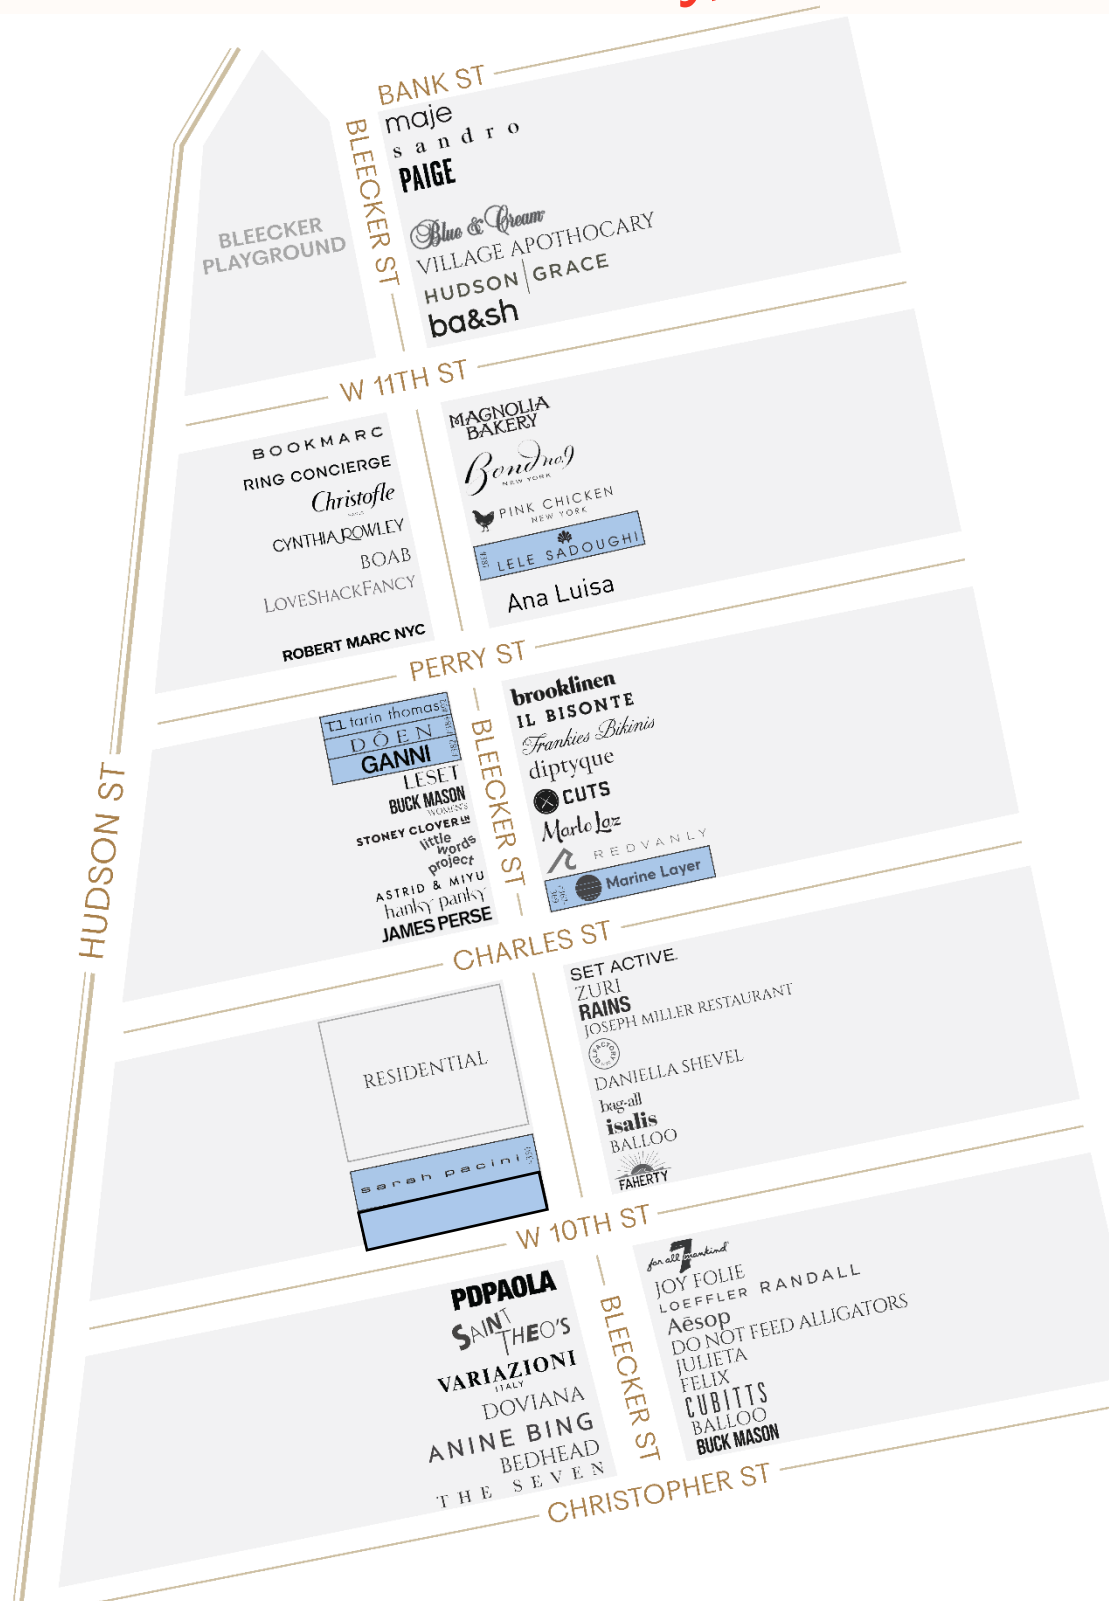 BANK ST
BLEECKER ST
maje
sandro
PAIGE
BLEECKER
PLAYGROUND
Blue & Cream
VILLAGE APOTHOCARY
HUDSON | GRACE
ba&sh
W 11TH ST
BOOKMARC
RING CONCIERGE
Christofle
CYNTHIA ROWLEY
BOAB
LOVESHACKFANCY
ROBERT MARC NYC
MAGNOLIA
BAKERY
Bond no.9
NEW YORK
PINK CHICKEN
NEW YORK
LELE SADOUGHI
Ana Luisa
PERRY ST
HUDSON ST
BLEECKER ST
T1 tarin thomas
DÔEN
GANNI
LESET
BUCK MASON
WOMEN'S
STONEY CLOVER LN
little
words
project
ASTRID & MIYU
hanky panky
JAMES PERSE
brooklinen
IL BISONTE
Frankies Bikinis
diptyque
CUTS
Marlo Laz
REDVANLY
Marine Layer
CHARLES ST
RESIDENTIAL
sarah pacini
SET ACTIVE.
ZURI
RAINS
JOSEPH MILLER RESTAURANT
OLFACTORY
DANIELLA SHEVEL
bag-all
isalis
BALLOO
FAHERTY
W 10TH ST
BLEECKER ST
PDPAOLA
SAINT
THEO'S
VARIAZIONI
ITALY
DOVIANA
ANINE BING
BEDHEAD
THE SEVEN
for all 7 mankind
JOY FOLIE
LOEFFLER RANDALL
Aēsop
DO NOT FEED ALLIGATORS
JULIETA
FELIX
CUBITTS
BALLOO
BUCK MASON
CHRISTOPHER ST